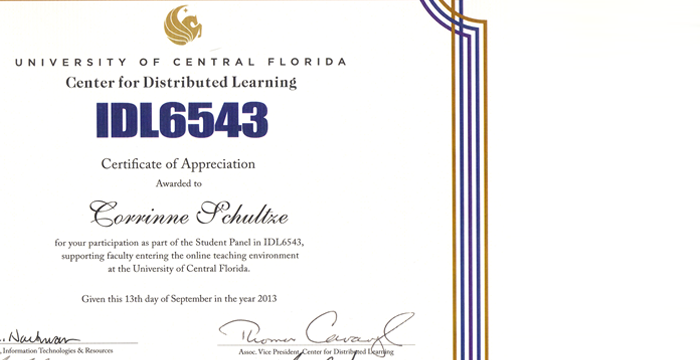 UNIVERSITY OF CENTRAL FLORIDA
Center for Distributed Learning
IDL6543
Certificate of Appreciation
Awarded to
Corrinne Schultze
for your participation as part of the Student Panel in IDL6543,
supporting faculty entering the online teaching environment
at the University of Central Florida.
Given this 13th day of September in the year 2013
Thomas Cavanagh
, Information Technologies & Resources
Assoc. Vice President, Center for Distributed Learning